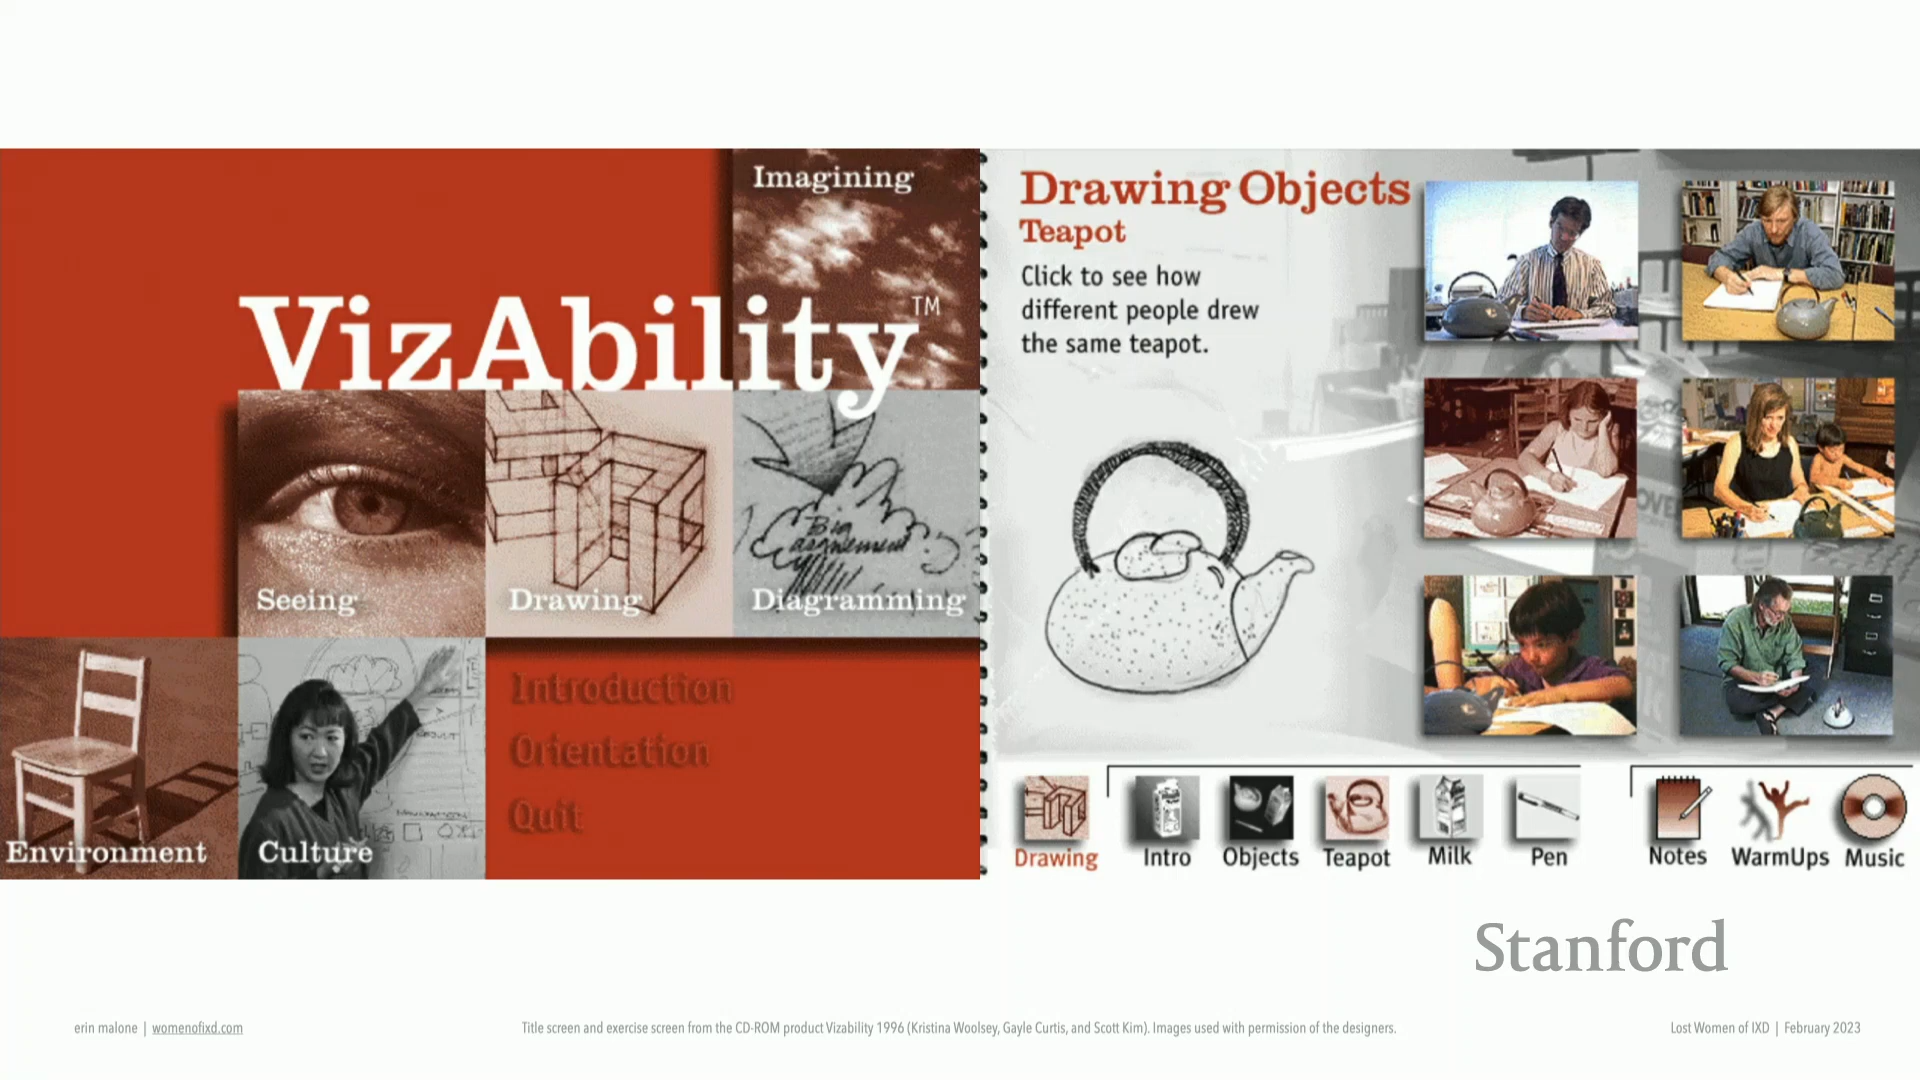 Imagining
VizAbility™
Seeing
Drawing
Diagramming
Big
Environment
Culture
Introduction
Orientation
Quit
Drawing Objects
Teapot
Click to see how
different people drew
the same teapot.
Drawing
Intro
Objects
Teapot
Milk
Pen
Notes
WarmUps
Music
Stanford
erin malone | womenofixd.com
Title screen and exercise screen from the CD-ROM product Vizability 1996 (Kristina Woolsey, Gayle Curtis, and Scott Kim). Images used with permission of the designers.
Lost Women of IXD | February 2023